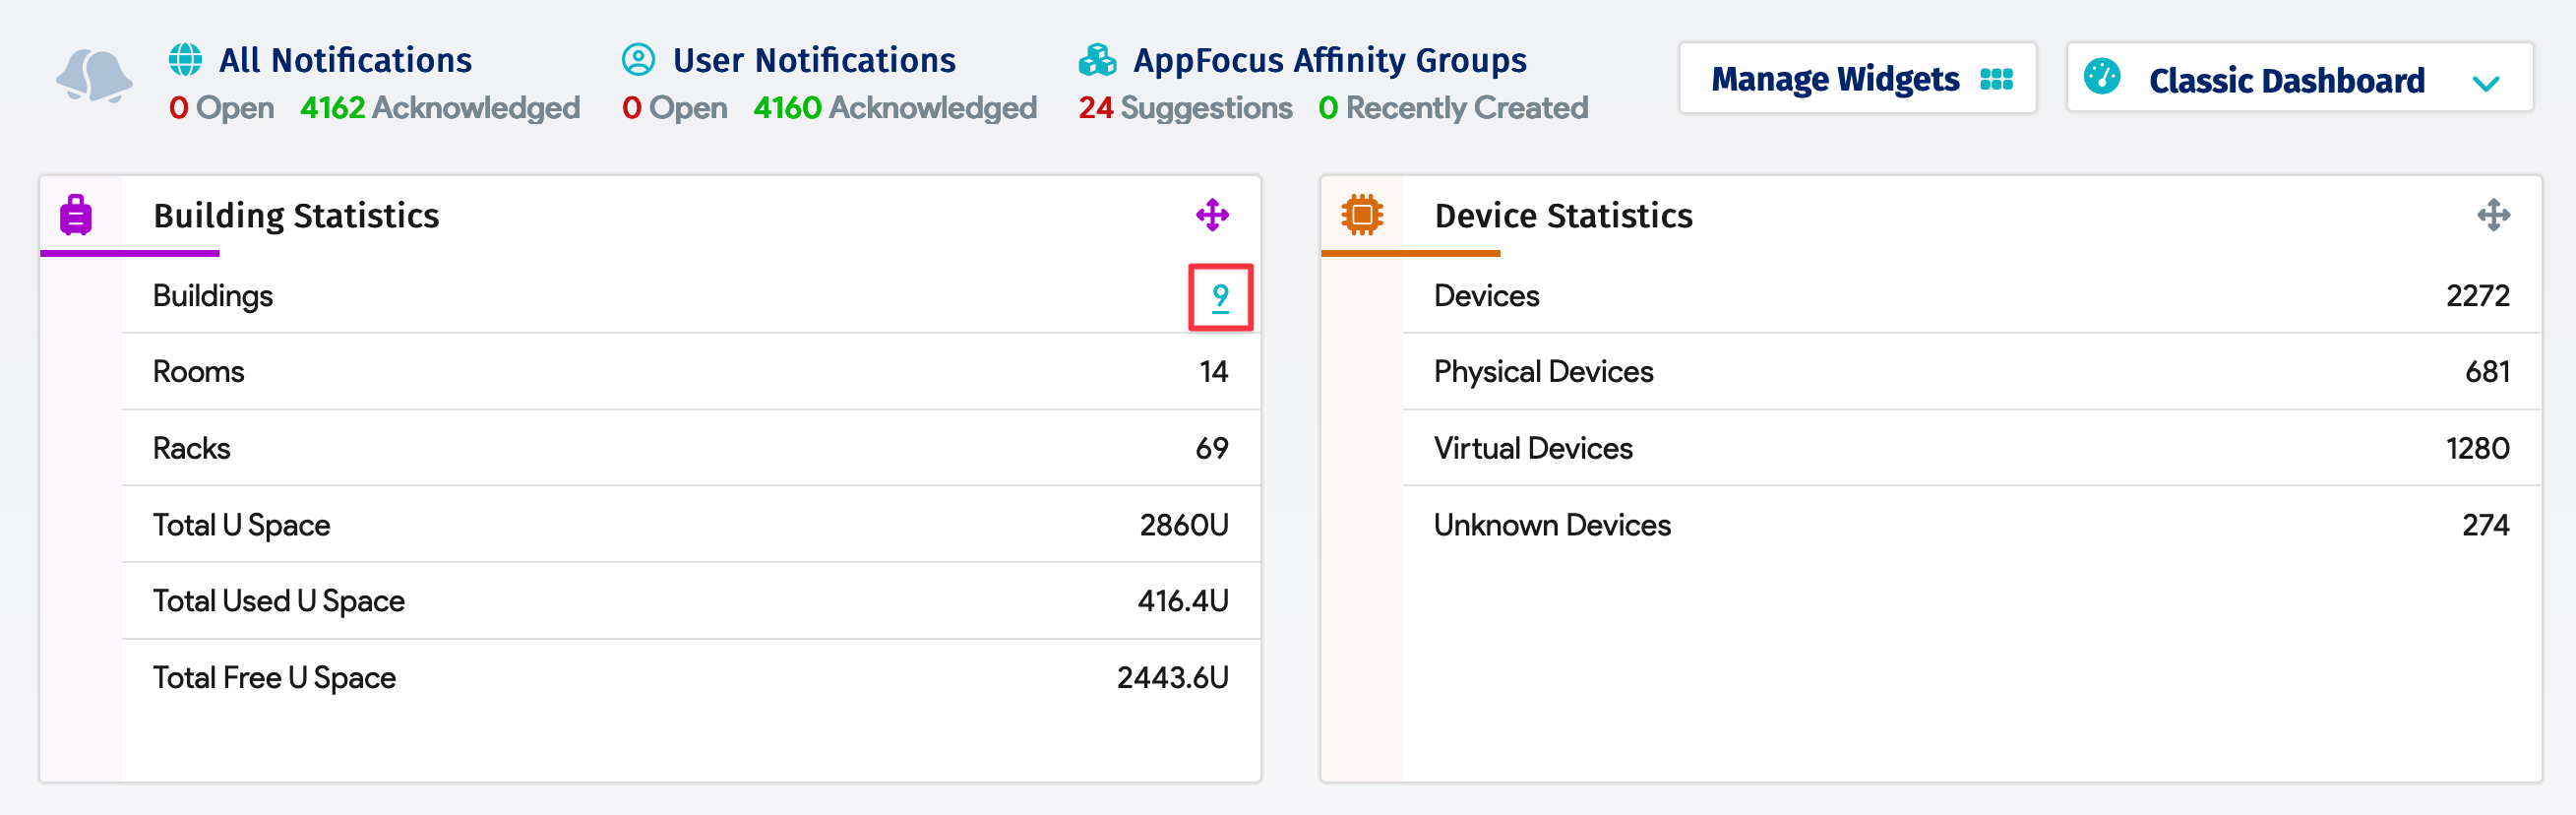 All Notifications
0 Open 4162 Acknowledged
User Notifications
0 Open 4160 Acknowledged
AppFocus Affinity Groups
24 Suggestions 0 Recently Created
Manage Widgets
Classic Dashboard
Building Statistics
Buildings 9
Rooms 14
Racks 69
Total U Space 2860U
Total Used U Space 416.4U
Total Free U Space 2443.6U
Device Statistics
Devices 2272
Physical Devices 681
Virtual Devices 1280
Unknown Devices 274